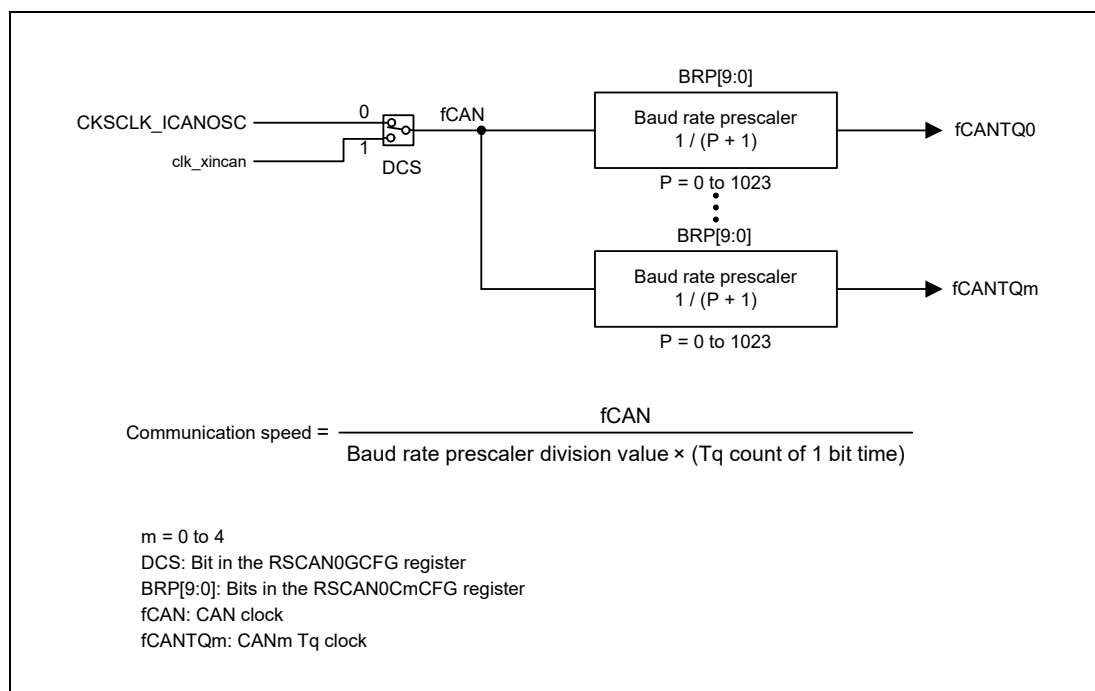 BRP[9:0]
CKSCLK_ICANOSC
0
fCAN
Baud rate prescaler
1 / (P + 1)
fCANTQ0
clk_xincan
1
DCS
P = 0 to 1023
BRP[9:0]
Baud rate prescaler
1 / (P + 1)
fCANTQm
P = 0 to 1023
fCAN
Communication speed =
Baud rate prescaler division value × (Tq count of 1 bit time)
m = 0 to 4
DCS: Bit in the RSCAN0GCFG register
BRP[9:0]: Bits in the RSCAN0CmCFG register
fCAN: CAN clock
fCANTQm: CANm Tq clock